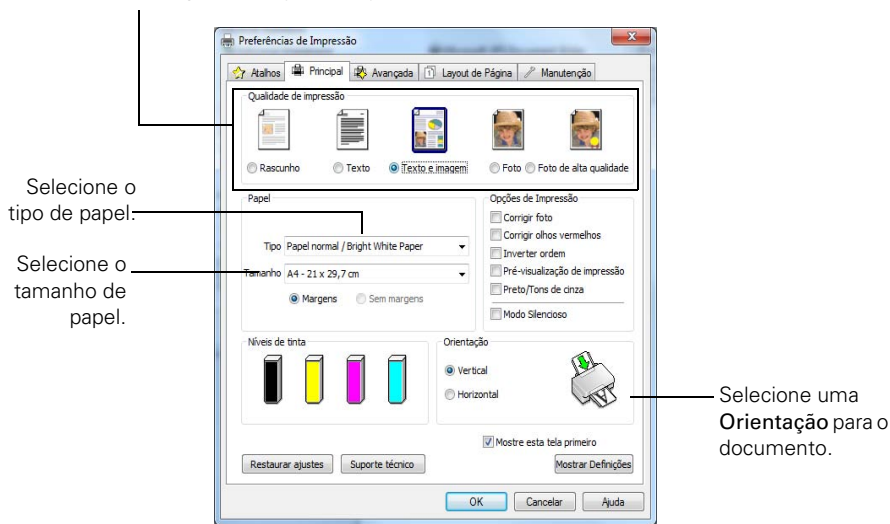 Preferências de Impressão
Atalhos
Principal
Avançada
Layout de Página
Manutenção
Qualidade de impressão
Rascunho
Texto
Texto e imagem
Foto
Foto de alta qualidade
Selecione o
tipo de papel.
Papel
Tipo Papel normal / Bright White Paper
Selecione o
tamanho de
papel.
Tamanho A4 - 21 x 29,7 cm
Margens
Sem margens
Opções de Impressão
Corrigir foto
Corrigir olhos vermelhos
Inverter ordem
Pré-visualização de impressão
Preto/Tons de cinza
Modo Silencioso
Níveis de tinta
Orientação
Vertical
Horizontal
Selecione uma
Orientação para o
documento.
Mostre esta tela primeiro
Restaurar ajustes
Suporte técnico
Mostrar Definições
OK
Cancelar
Ajuda